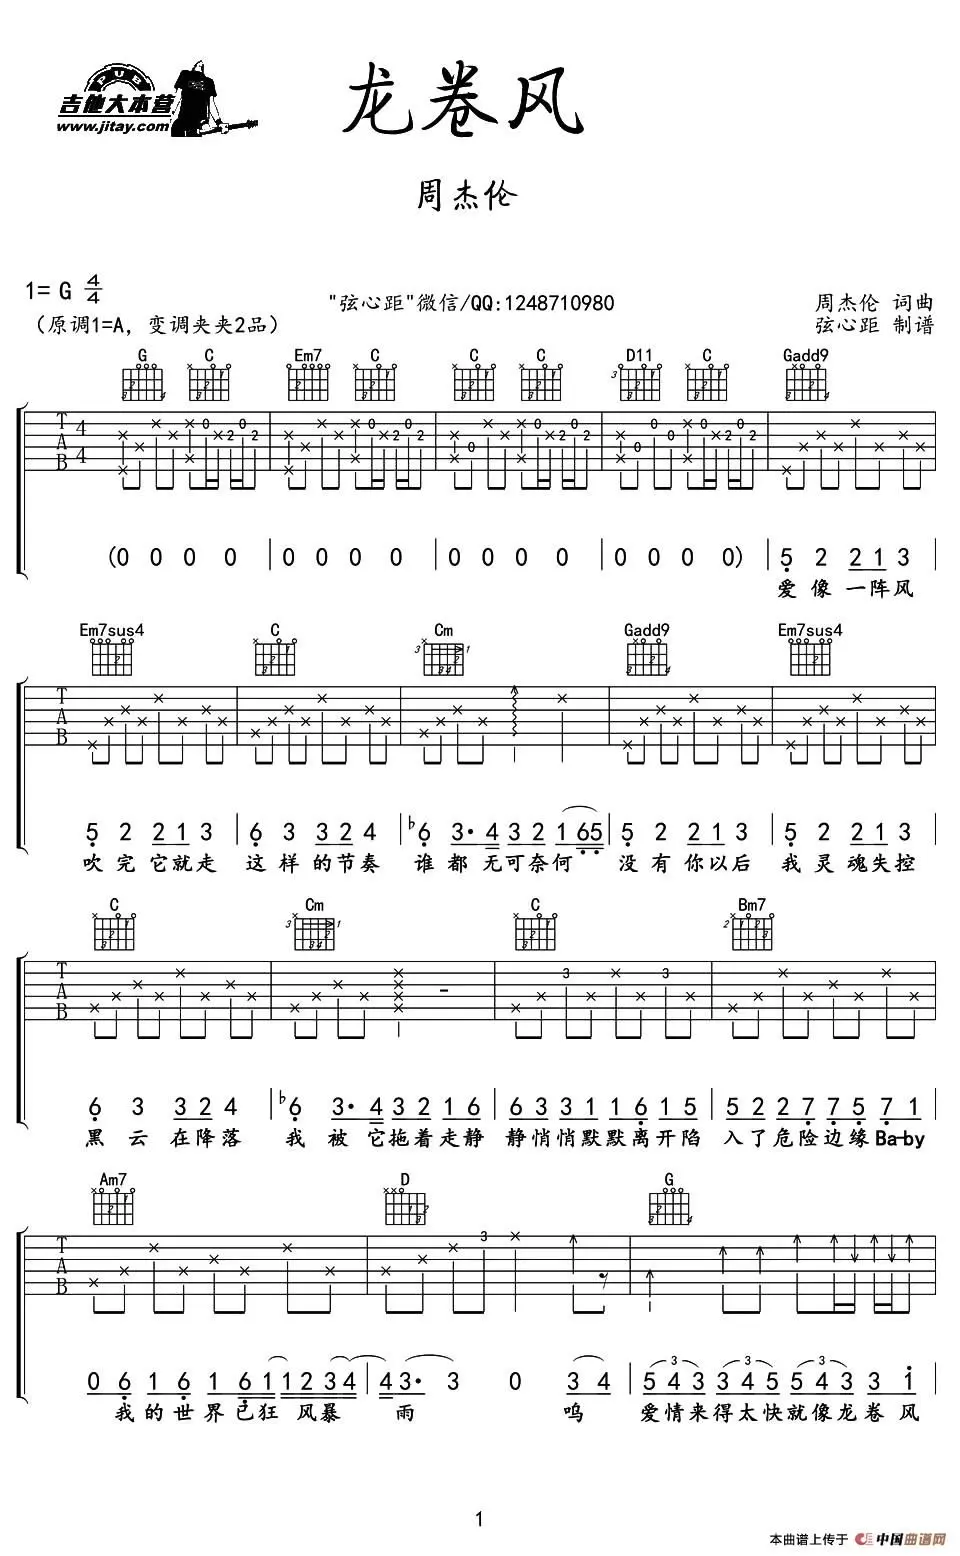 PUB
吉他大本营
www.jitay.com
龙卷风
周杰伦
1= G 4/4
"弦心距"微信/QQ:1248710980
周杰伦 词曲
（原调1=A，变调夹夹2品）
弦心距 制谱
G C Em7 C C C D11 C Gadd9
T A B 4 4
(0 0 0 0 | 0 0 0 0 | 0 0 0 0 | 0 0 0 0) | 5 2 2 1 3 |
爱 像 一阵风
Em7sus4 C Cm Gadd9 Em7sus4
T A B
5 2 2 1 3 | 6 3 3 2 4 | ♭6 3· 4 3 2 1 6 5 | 5 2 2 1 3 | 5 2 2 1 3 |
吹 完 它就走 这 样 的节奏 谁 都 无可奈何 没 有 你以后 我 灵 魂失控
C Cm C Bm7
T A B
6 3 3 2 4 | ♭6 3· 4 3 2 1 6 | 6 3 3 1 1 6 1 5 | 5 2 2 7 7 5 7 1 |
黑 云 在降落 我 被 它拖着走静 静悄悄默默离开陷 入了危险边缘Ba-by
Am7 D G
T A B
0 6 1 6 1 6 1 1 2 3 4 | 4 3· 3 0 3 4 | 5 4 3 3 4 5 5 4 3 3 1 |
我的世界已狂 风暴 雨 呜 爱情来得太快就像龙卷 风
1
本曲谱上传于 中国曲谱网